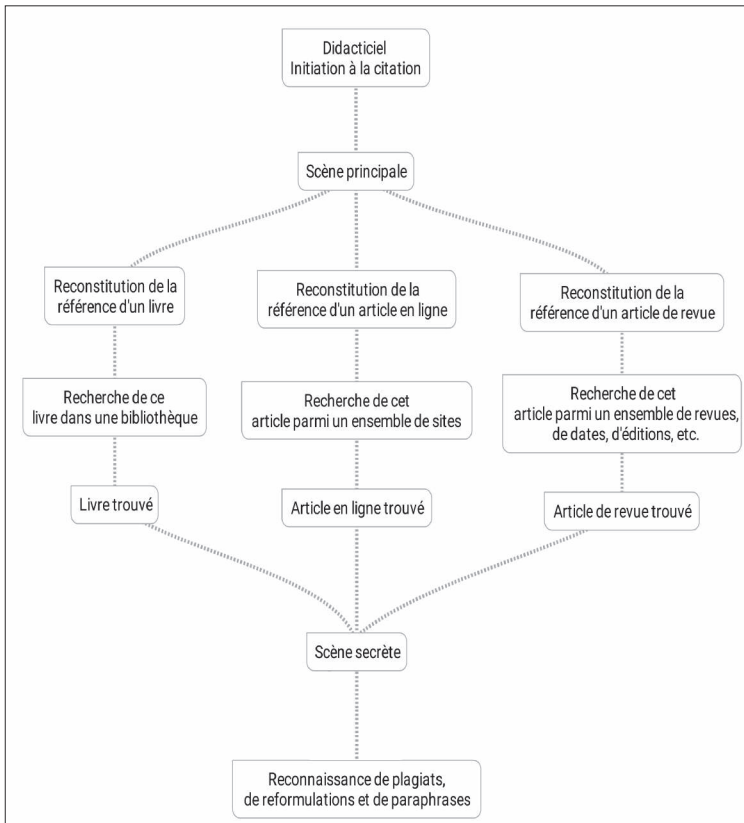 Didacticiel
Initiation à la citation
Scène principale
Reconstitution de la
référence d'un livre
Reconstitution de la
référence d'un article en ligne
Reconstitution de la
référence d'un article de revue
Recherche de ce
livre dans une bibliothèque
Recherche de cet
article parmi un ensemble de sites
Recherche de cet
article parmi un ensemble de revues,
de dates, d'éditions, etc.
Livre trouvé
Article en ligne trouvé
Article de revue trouvé
Scène secrète
Reconnaissance de plagiats,
de reformulations et de paraphrases